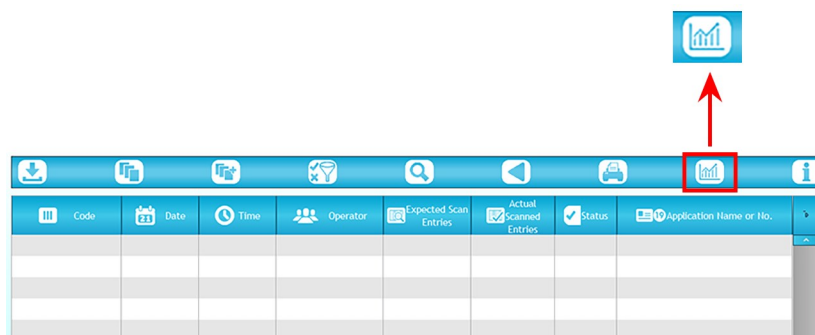 Code
Date
Time
Operator
Expected Scan
Entries
Actual
Scanned
Entries
Status
Application Name or No.